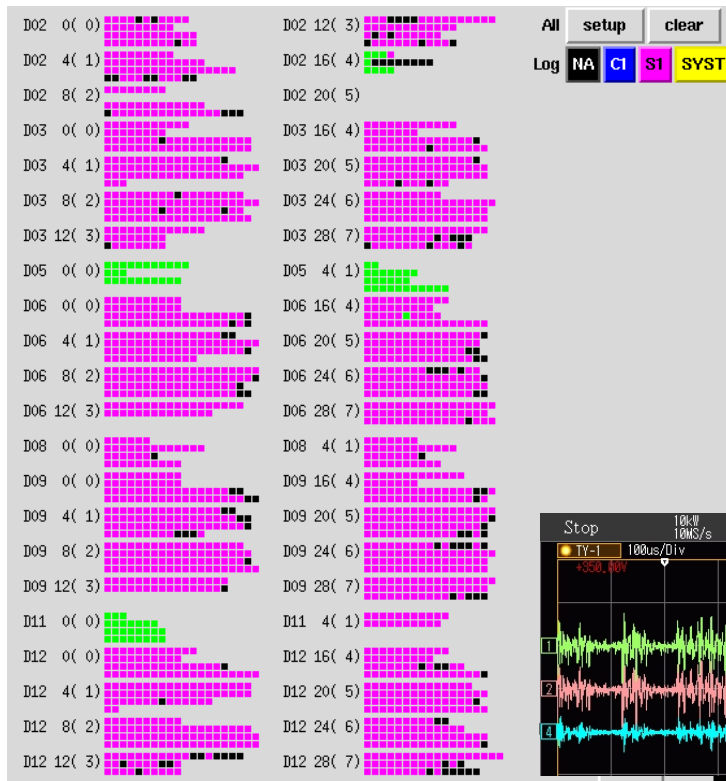 D02 0( 0) D02 12( 3) All setup clear
D02 4( 1) D02 16( 4) Log NA C1 S1 SYST
D02 8( 2) D02 20( 5)
D03 0( 0) D03 16( 4)
D03 4( 1) D03 20( 5)
D03 8( 2) D03 24( 6)
D03 12( 3) D03 28( 7)
D05 0( 0) D05 4( 1)
D06 0( 0) D06 16( 4)
D06 4( 1) D06 20( 5)
D06 8( 2) D06 24( 6)
D06 12( 3) D06 28( 7)
D08 0( 0) D08 4( 1)
D09 0( 0) D09 16( 4)
D09 4( 1) D09 20( 5)
D09 8( 2) D09 24( 6)
D09 12( 3) D09 28( 7)
D11 0( 0) D11 4( 1)
D12 0( 0) D12 16( 4)
D12 4( 1) D12 20( 5)
D12 8( 2) D12 24( 6)
D12 12( 3) D12 28( 7)
Stop 10kW
10MS/s
TY-1 100us/Div
+350.00V
1
2
4